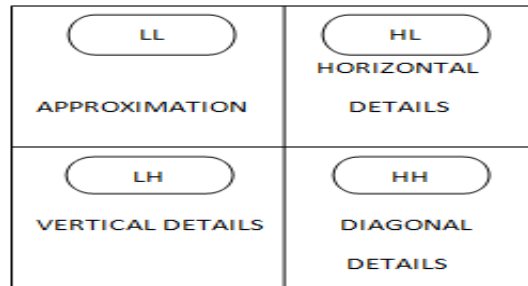 LL
APPROXIMATION
HL
HORIZONTAL
DETAILS
LH
VERTICAL DETAILS
HH
DIAGONAL
DETAILS